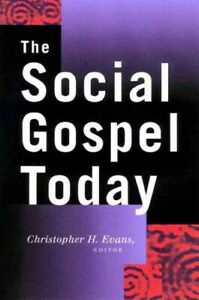 The
Social
Gospel
Today
Christopher H. Evans,
EDITOR